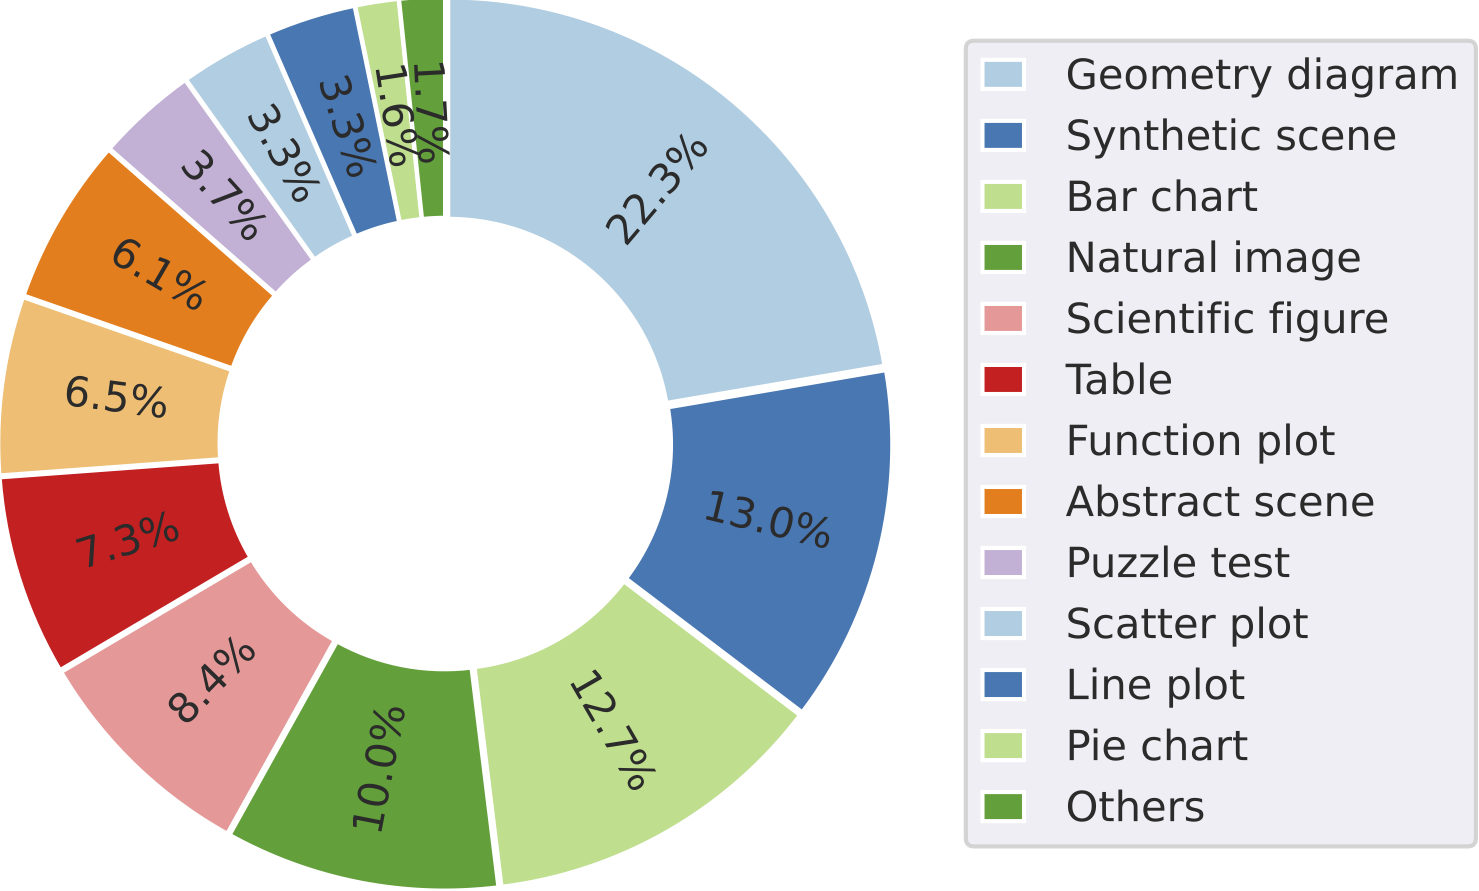 22.3%
13.0%
12.7%
10.0%
8.4%
7.3%
6.5%
6.1%
3.7%
3.3%
3.3%
1.6%
1.7%
Geometry diagram
Synthetic scene
Bar chart
Natural image
Scientific figure
Table
Function plot
Abstract scene
Puzzle test
Scatter plot
Line plot
Pie chart
Others